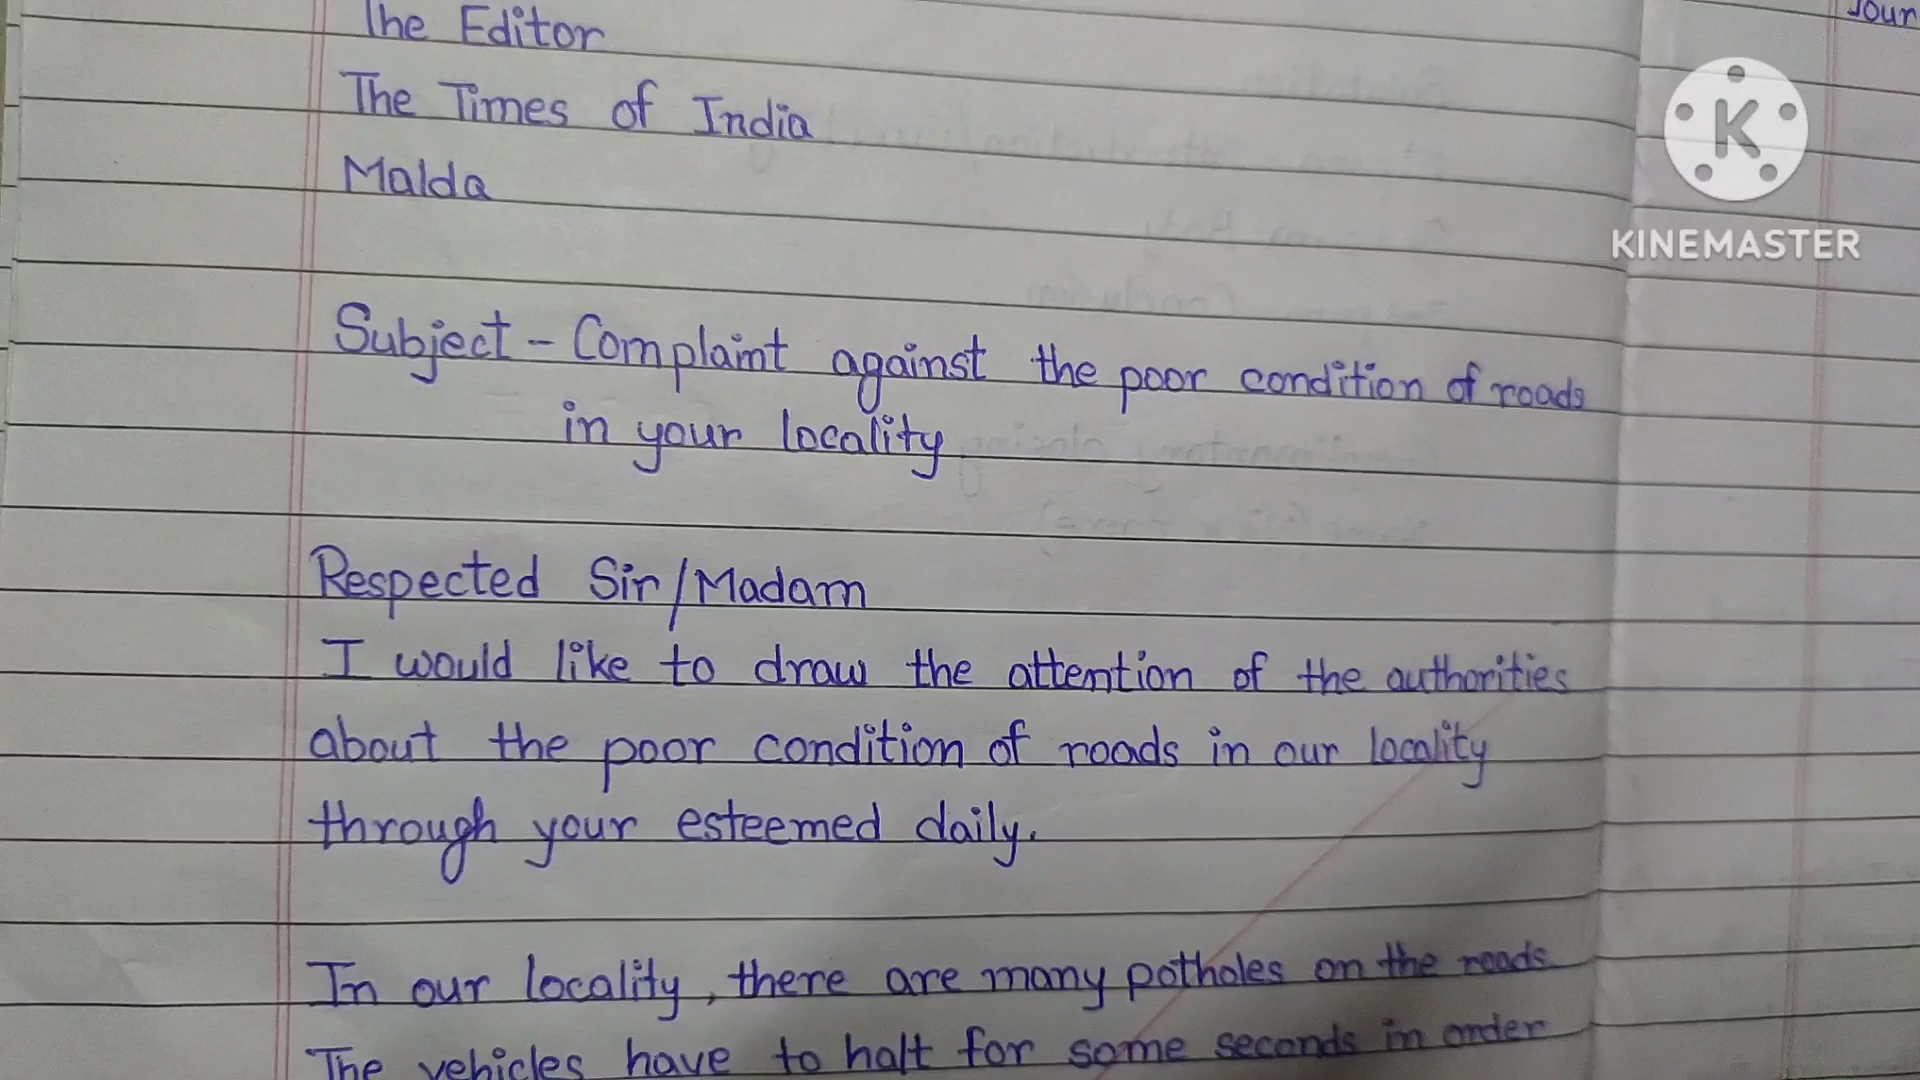 The Editor
The Times of India
Malda
Subject - Complaint against the poor condition of roads
in your locality
Respected Sir/Madam
I would like to draw the attention of the authorities
about the poor condition of roads in our locality
through your esteemed daily.
In our locality, there are many potholes on the roads
The vehicles have to halt for some seconds in order
KINEMASTER